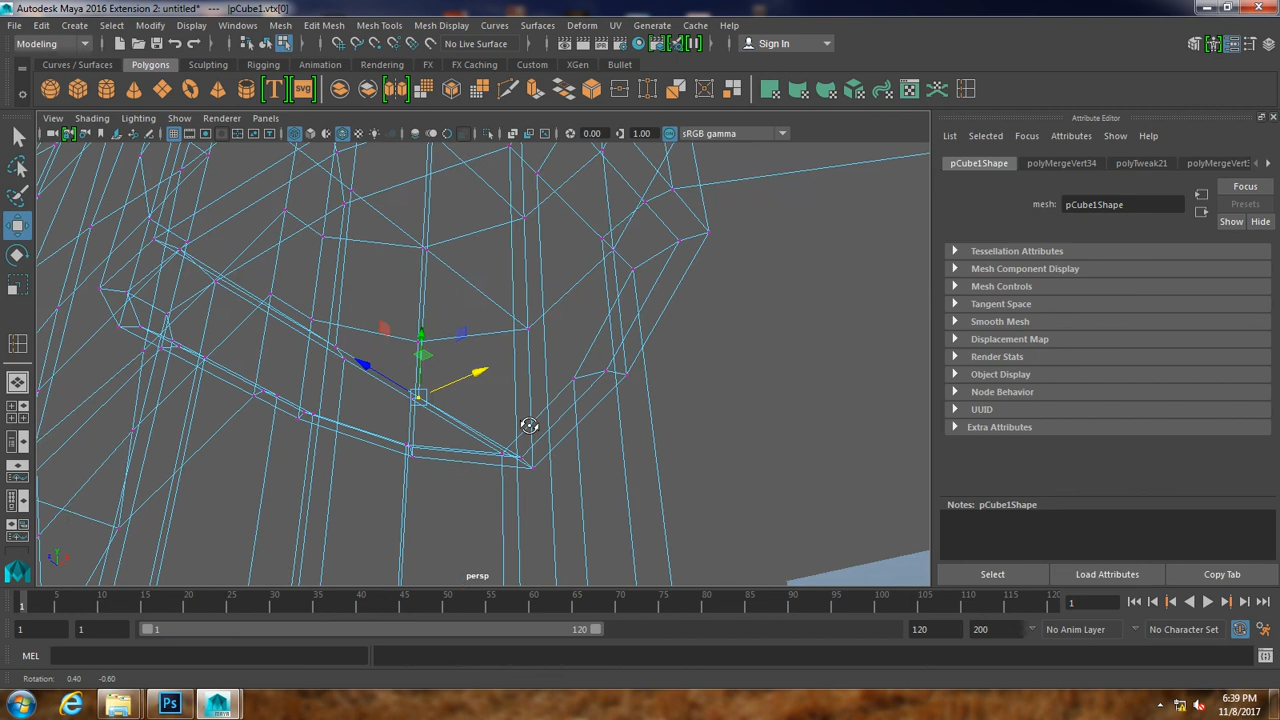 Autodesk Maya 2016 Extension 2: untitled*   ---   |pCube1.vtx[0]
File Edit Create Select Modify Display Windows Mesh Edit Mesh Mesh Tools Mesh Display Curves Surfaces Deform UV Generate Cache Help
Modeling No Live Surface Sign In
Curves / Surfaces Polygons Sculpting Rigging Animation Rendering FX FX Caching Custom XGen Bullet
T svg
View Shading Lighting Show Renderer Panels
0.00 1.00 sRGB gamma
Attribute Editor
List Selected Focus Attributes Show Help
pCube1Shape polyMergeVert34 polyTweak21 polyMergeVert3
Focus
mesh: pCube1Shape Presets
Show Hide
Tessellation Attributes
Mesh Component Display
Mesh Controls
Tangent Space
Smooth Mesh
Displacement Map
Render Stats
Object Display
Node Behavior
UUID
Extra Attributes
Notes: pCube1Shape
persp
Select Load Attributes Copy Tab
1 5 10 15 20 25 30 35 40 45 50 55 60 65 70 75 80 85 90 95 100 105 110 115 120 1
1 1 1 120 120 200 No Anim Layer No Character Set
MEL
Rotation: 0.40 -0.60
Ps
6:39 PM
11/8/2017